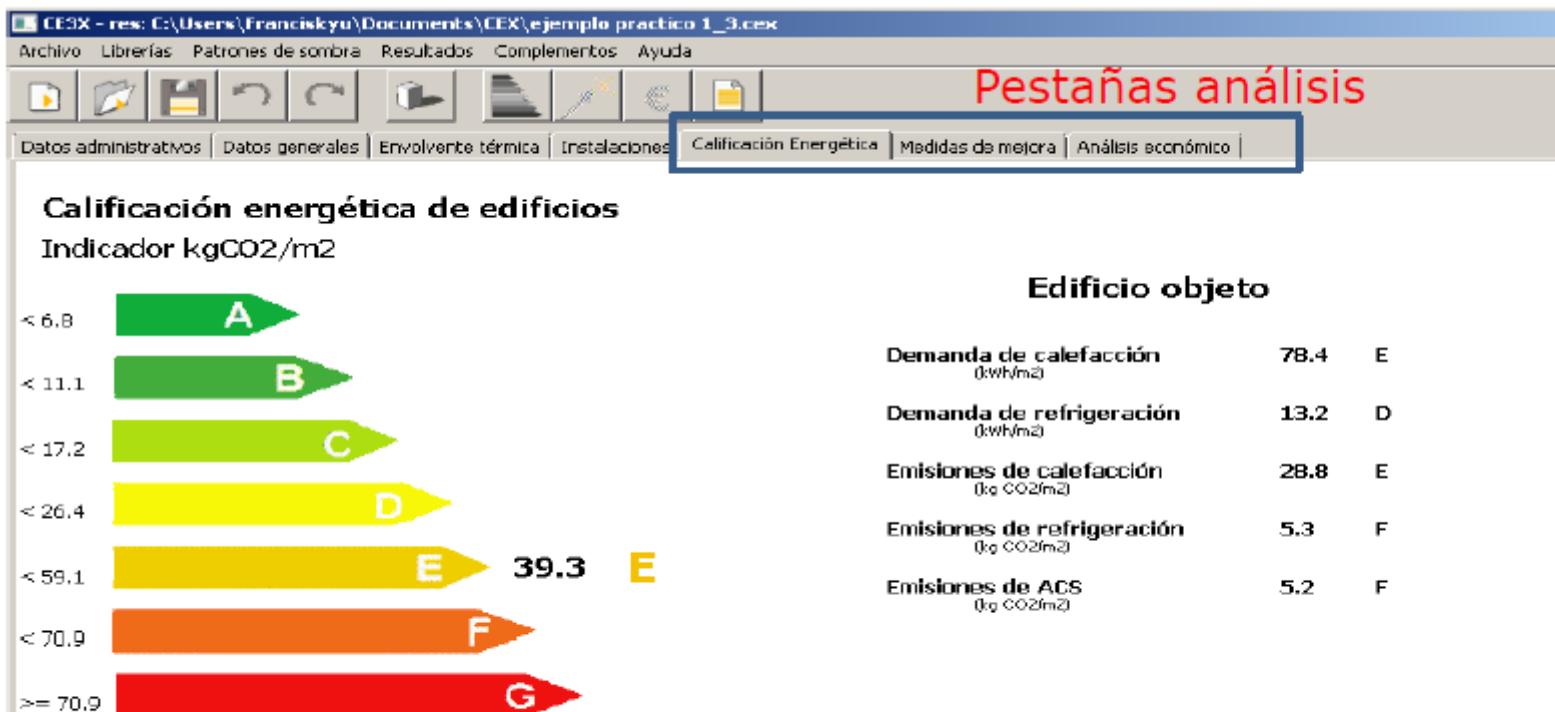 CE3X - res: C:\Users\Franciskyu\Documents\CEX\ejemplo practico 1_3.cex
Archivo Librerías Patrones de sombra Resultados Complementos Ayuda
Pestañas análisis
Datos administrativos Datos generales Envolvente térmica Instalaciones Calificación Energética Medidas de mejora Análisis económico
Calificación energética de edificios
Indicador kgCO2/m2
Edificio objeto
< 6.8 A
Demanda de calefacción 78.4 E
(kWh/m2)
< 11.1 B
Demanda de refrigeración 13.2 D
(kWh/m2)
< 17.2 C
Emisiones de calefacción 28.8 E
(kg CO2/m2)
< 26.4 D
Emisiones de refrigeración 5.3 F
(kg CO2/m2)
< 59.1 E 39.3 E
Emisiones de ACS 5.2 F
(kg CO2/m2)
< 70.9 F
>= 70.9 G